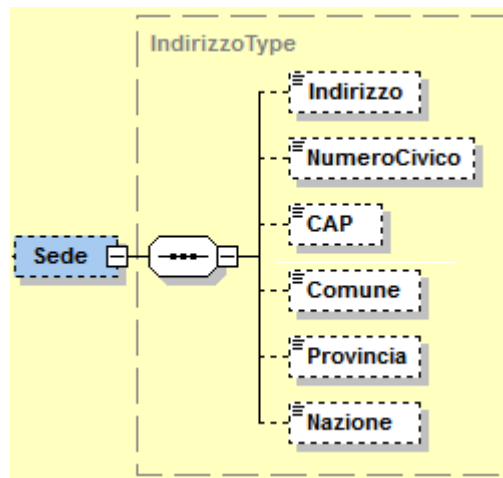 IndirizzoType
Indirizzo
NumeroCivico
CAP
Sede
Comune
Provincia
Nazione